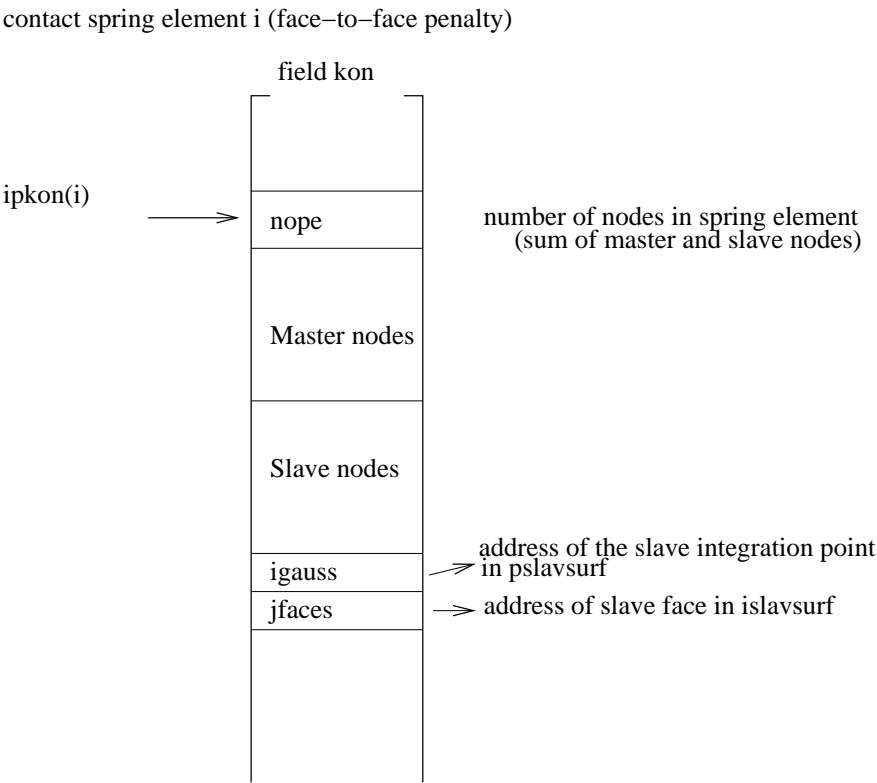 contact spring element i (face−to−face penalty)
field kon
ipkon(i)
nope
number of nodes in spring element
(sum of master and slave nodes)
Master nodes
Slave nodes
igauss
address of the slave integration point
in pslavsurf
jfaces
address of slave face in islavsurf